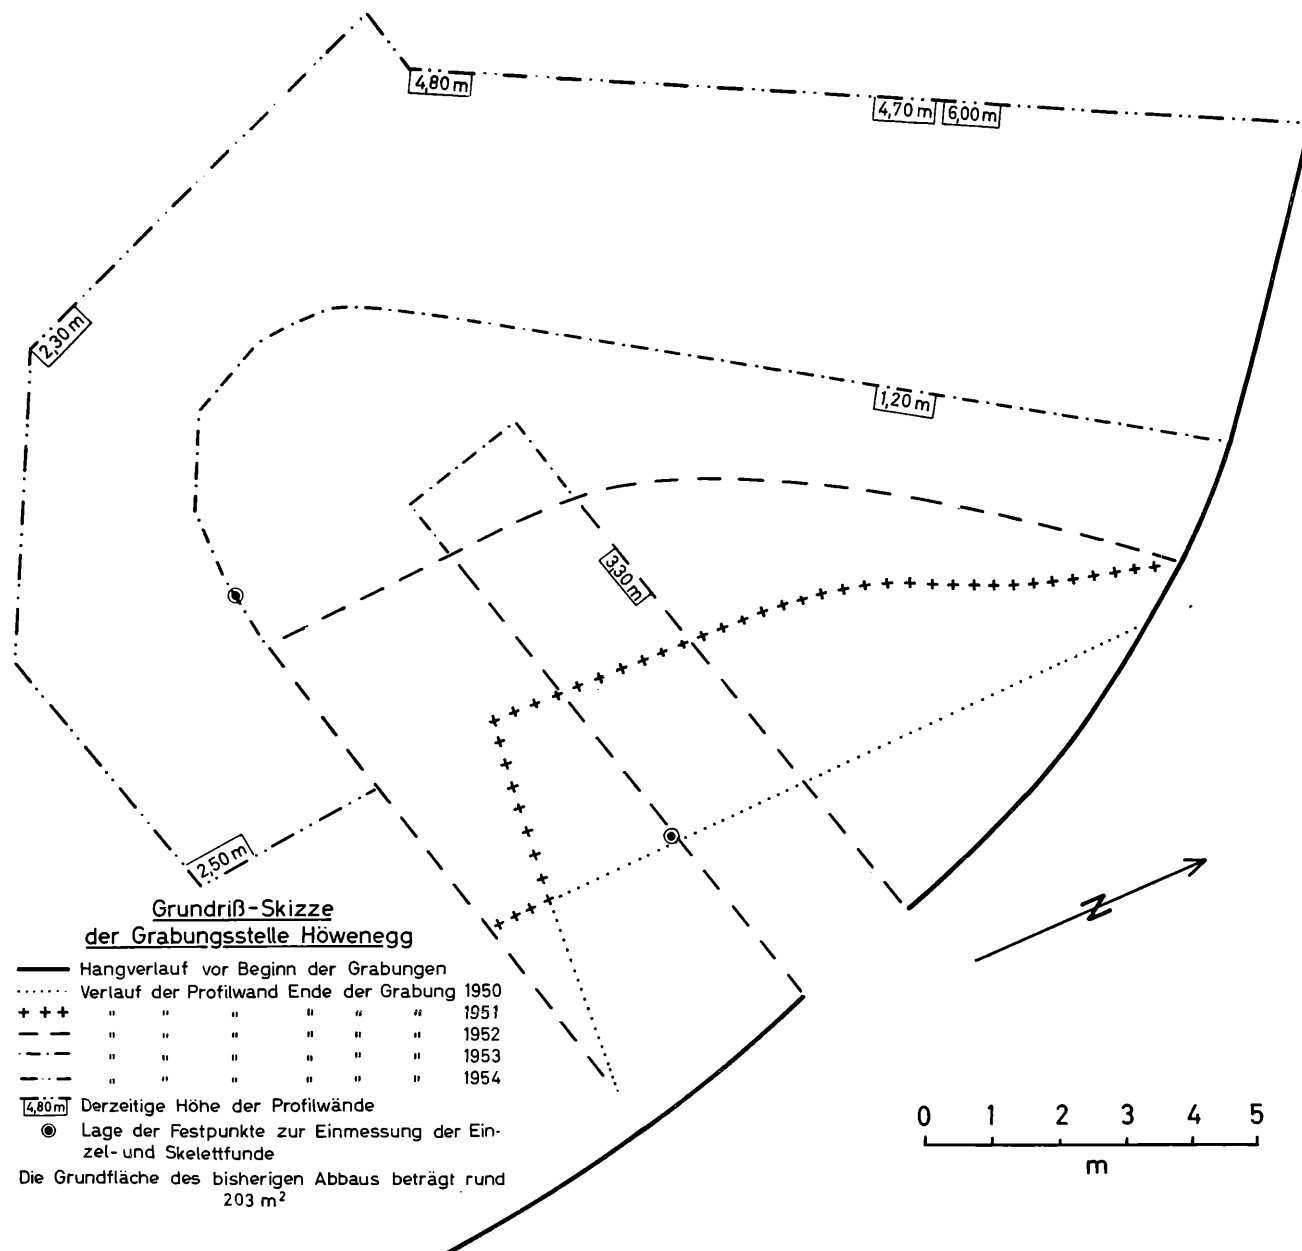 4,80 m
4,70 m 6,00 m
2,30 m
1,20 m
3,30 m
2,50 m
N
Grundriß-Skizze
der Grabungsstelle Höwenegg
Hangverlauf vor Beginn der Grabungen
Verlauf der Profilwand Ende der Grabung 1950
" " " " " " 1951
" " " " " " 1952
" " " " " " 1953
" " " " " " 1954
4,80 m Derzeitige Höhe der Profilwände
Lage der Festpunkte zur Einmessung der Ein-
zel- und Skelettfunde
Die Grundfläche des bisherigen Abbaus beträgt rund
203 m²
0 1 2 3 4 5
m